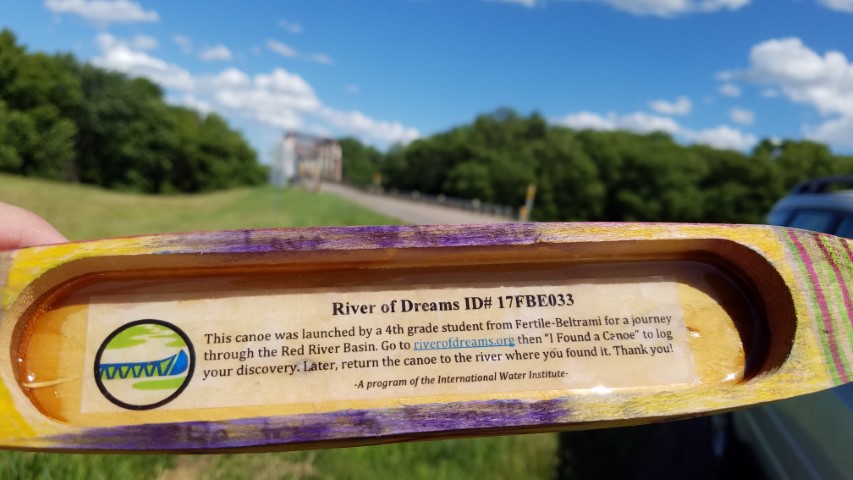 River of Dreams ID# 17FBE033
This canoe was launched by a 4th grade student from Fertile-Beltrami for a journey
through the Red River Basin. Go to riverofdreams.org then "I Found a Canoe" to log
your discovery. Later, return the canoe to the river where you found it. Thank you!
-A program of the International Water Institute-